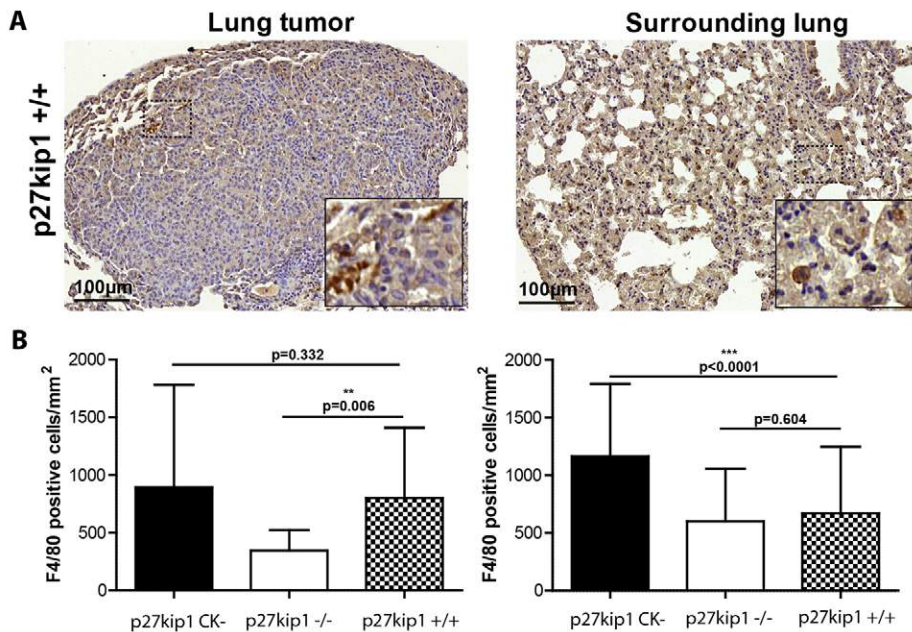 A
Lung tumor
Surrounding lung
p27kip1 +/+
100µm
100µm
B
F4/80 positive cells/mm²
2000
1500
1000
500
0
p=0.332
**
p=0.006
p27kip1 CK-
p27kip1 -/-
p27kip1 +/+
F4/80 positive cells/mm²
2000
1500
1000
500
0
***
p<0.0001
p=0.604
p27kip1 CK-
p27kip1 -/-
p27kip1 +/+